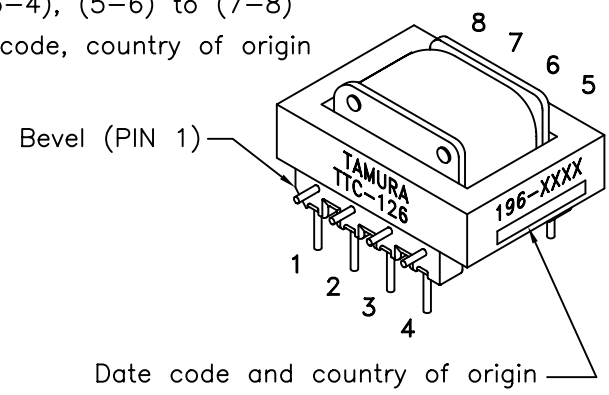 –4), (5–6) to (7–8)
code, country of origin
8
7
6
5
Bevel (PIN 1)
TAMURA
TTC–126
196–XXXX
1
2
3
4
Date code and country of origin